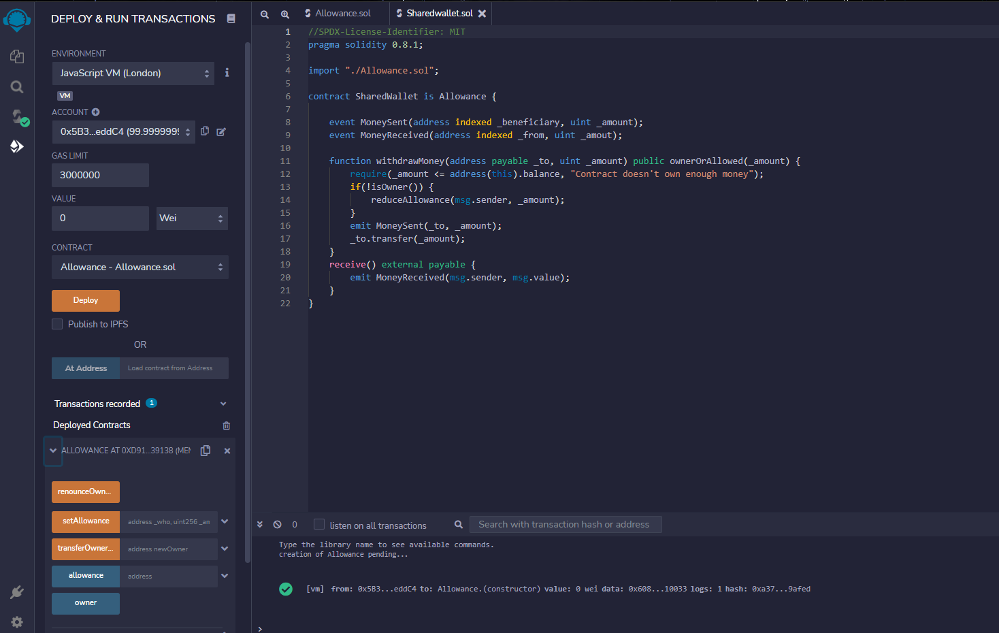 DEPLOY & RUN TRANSACTIONS
ENVIRONMENT
JavaScript VM (London)
VM
ACCOUNT
0x5B3...eddC4 (99.9999999
GAS LIMIT
3000000
VALUE
0
Wei
CONTRACT
Allowance - Allowance.sol
Deploy
Publish to IPFS
OR
At Address
Load contract from Address
Transactions recorded 1
Deployed Contracts
ALLOWANCE AT 0XD91...39138 (MEM
renounceOwn...
setAllowance address _who, uint256 _an
transferOwner... address newOwner
allowance address
owner
Allowance.sol
Sharedwallet.sol
1 //SPDX-License-Identifier: MIT
2 pragma solidity 0.8.1;
3
4 import "./Allowance.sol";
5
6 contract SharedWallet is Allowance {
7
8 event MoneySent(address indexed _beneficiary, uint _amount);
9 event MoneyReceived(address indexed _from, uint _amout);
10
11 function withdrawMoney(address payable _to, uint _amount) public ownerOrAllowed(_amount) {
12 require(_amount <= address(this).balance, "Contract doesn't own enough money");
13 if(!isOwner()) {
14 reduceAllowance(msg.sender, _amount);
15 }
16 emit MoneySent(_to, _amount);
17 _to.transfer(_amount);
18 }
19 receive() external payable {
20 emit MoneyReceived(msg.sender, msg.value);
21 }
22 }
0
listen on all transactions
Search with transaction hash or address
Type the library name to see available commands.
creation of Allowance pending...
[vm] from: 0x5B3...eddC4 to: Allowance.(constructor) value: 0 wei data: 0x608...10033 logs: 1 hash: 0xa37...9afed
>